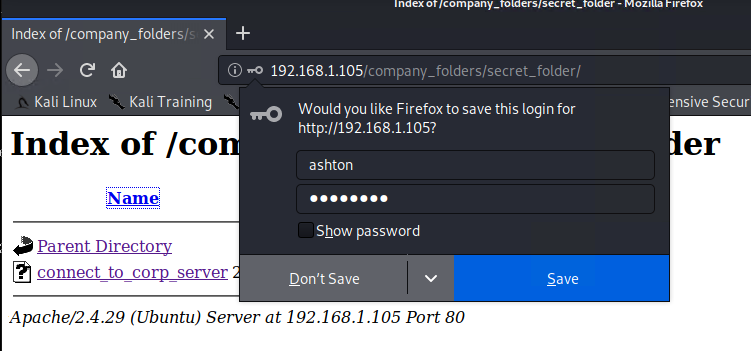 Index of /company_folders/secret_folder - Mozilla Firefox
Index of /company_folders/s
192.168.1.105/company_folders/secret_folder/
Kali Linux Kali Training ensive Secur
Would you like Firefox to save this login for
http://192.168.1.105?
Index of /com der
ashton
••••••••
Name
Show password
Parent Directory
connect_to_corp_server 2
Don't Save Save
Apache/2.4.29 (Ubuntu) Server at 192.168.1.105 Port 80